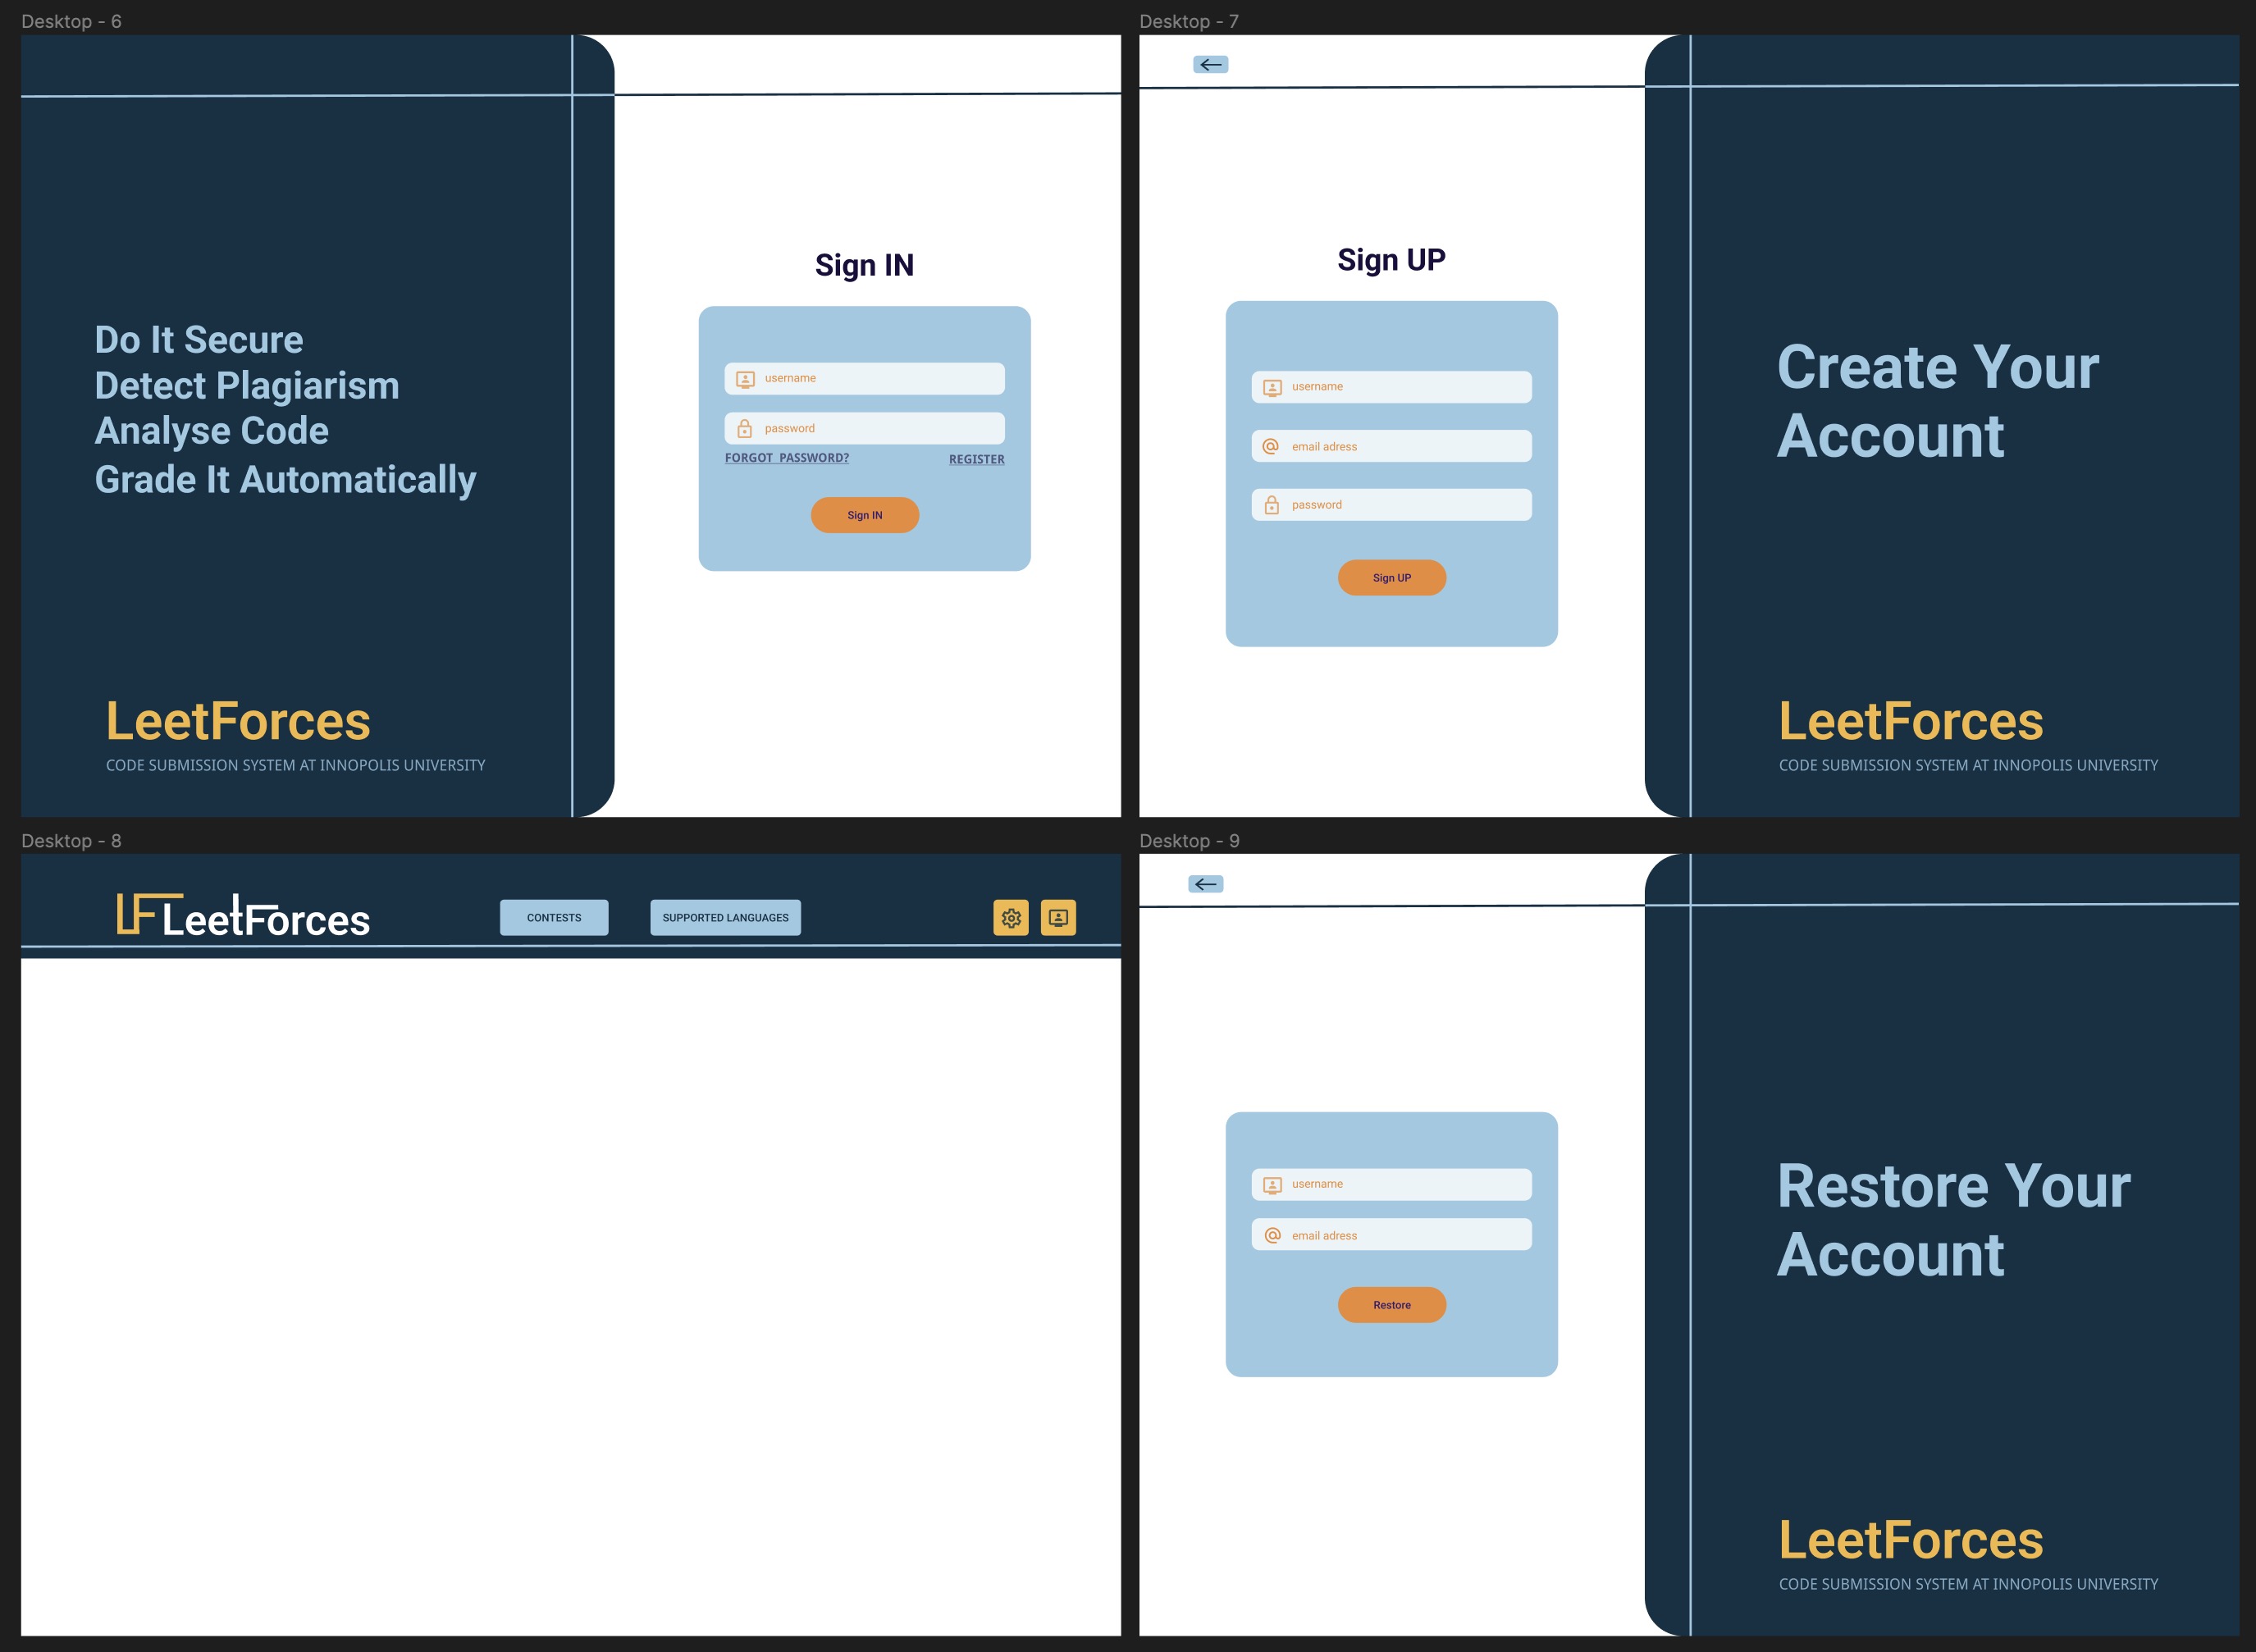 Desktop - 6
Do It Secure
Detect Plagiarism
Analyse Code
Grade It Automatically
LeetForces
CODE SUBMISSION SYSTEM AT INNOPOLIS UNIVERSITY
Sign IN
username
password
FORGOT PASSWORD? REGISTER
Sign IN
Desktop - 7
Sign UP
username
email adress
password
Sign UP
Create Your
Account
LeetForces
CODE SUBMISSION SYSTEM AT INNOPOLIS UNIVERSITY
Desktop - 8
LF LeetForces CONTESTS SUPPORTED LANGUAGES
Desktop - 9
username
email adress
Restore
Restore Your
Account
LeetForces
CODE SUBMISSION SYSTEM AT INNOPOLIS UNIVERSITY